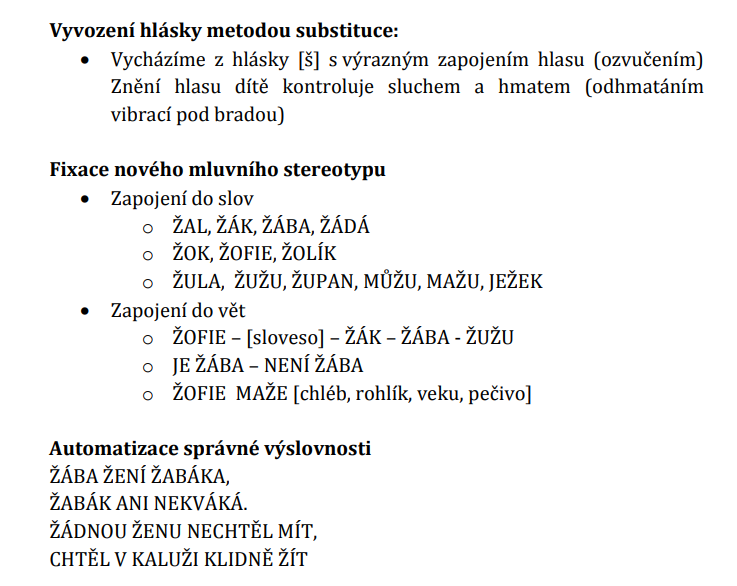 Vyvození hlásky metodou substituce:
• Vycházíme z hlásky [š] s výrazným zapojením hlasu (ozvučením)
Znění hlasu dítě kontroluje sluchem a hmatem (odhmatáním
vibrací pod bradou)
Fixace nového mluvního stereotypu
• Zapojení do slov
o ŽAL, ŽÁK, ŽÁBA, ŽÁDÁ
o ŽOK, ŽOFIE, ŽOLÍK
o ŽULA, ŽUŽU, ŽUPAN, MŮŽU, MAŽU, JEŽEK
• Zapojení do vět
o ŽOFIE – [sloveso] – ŽÁK – ŽÁBA - ŽUŽU
o JE ŽÁBA – NENÍ ŽÁBA
o ŽOFIE MAŽE [chléb, rohlík, veku, pečivo]
Automatizace správné výslovnosti
ŽÁBA ŽENÍ ŽABÁKA,
ŽABÁK ANI NEKVÁKÁ.
ŽÁDNOU ŽENU NECHTĚL MÍT,
CHTĚL V KALUŽI KLIDNĚ ŽÍT